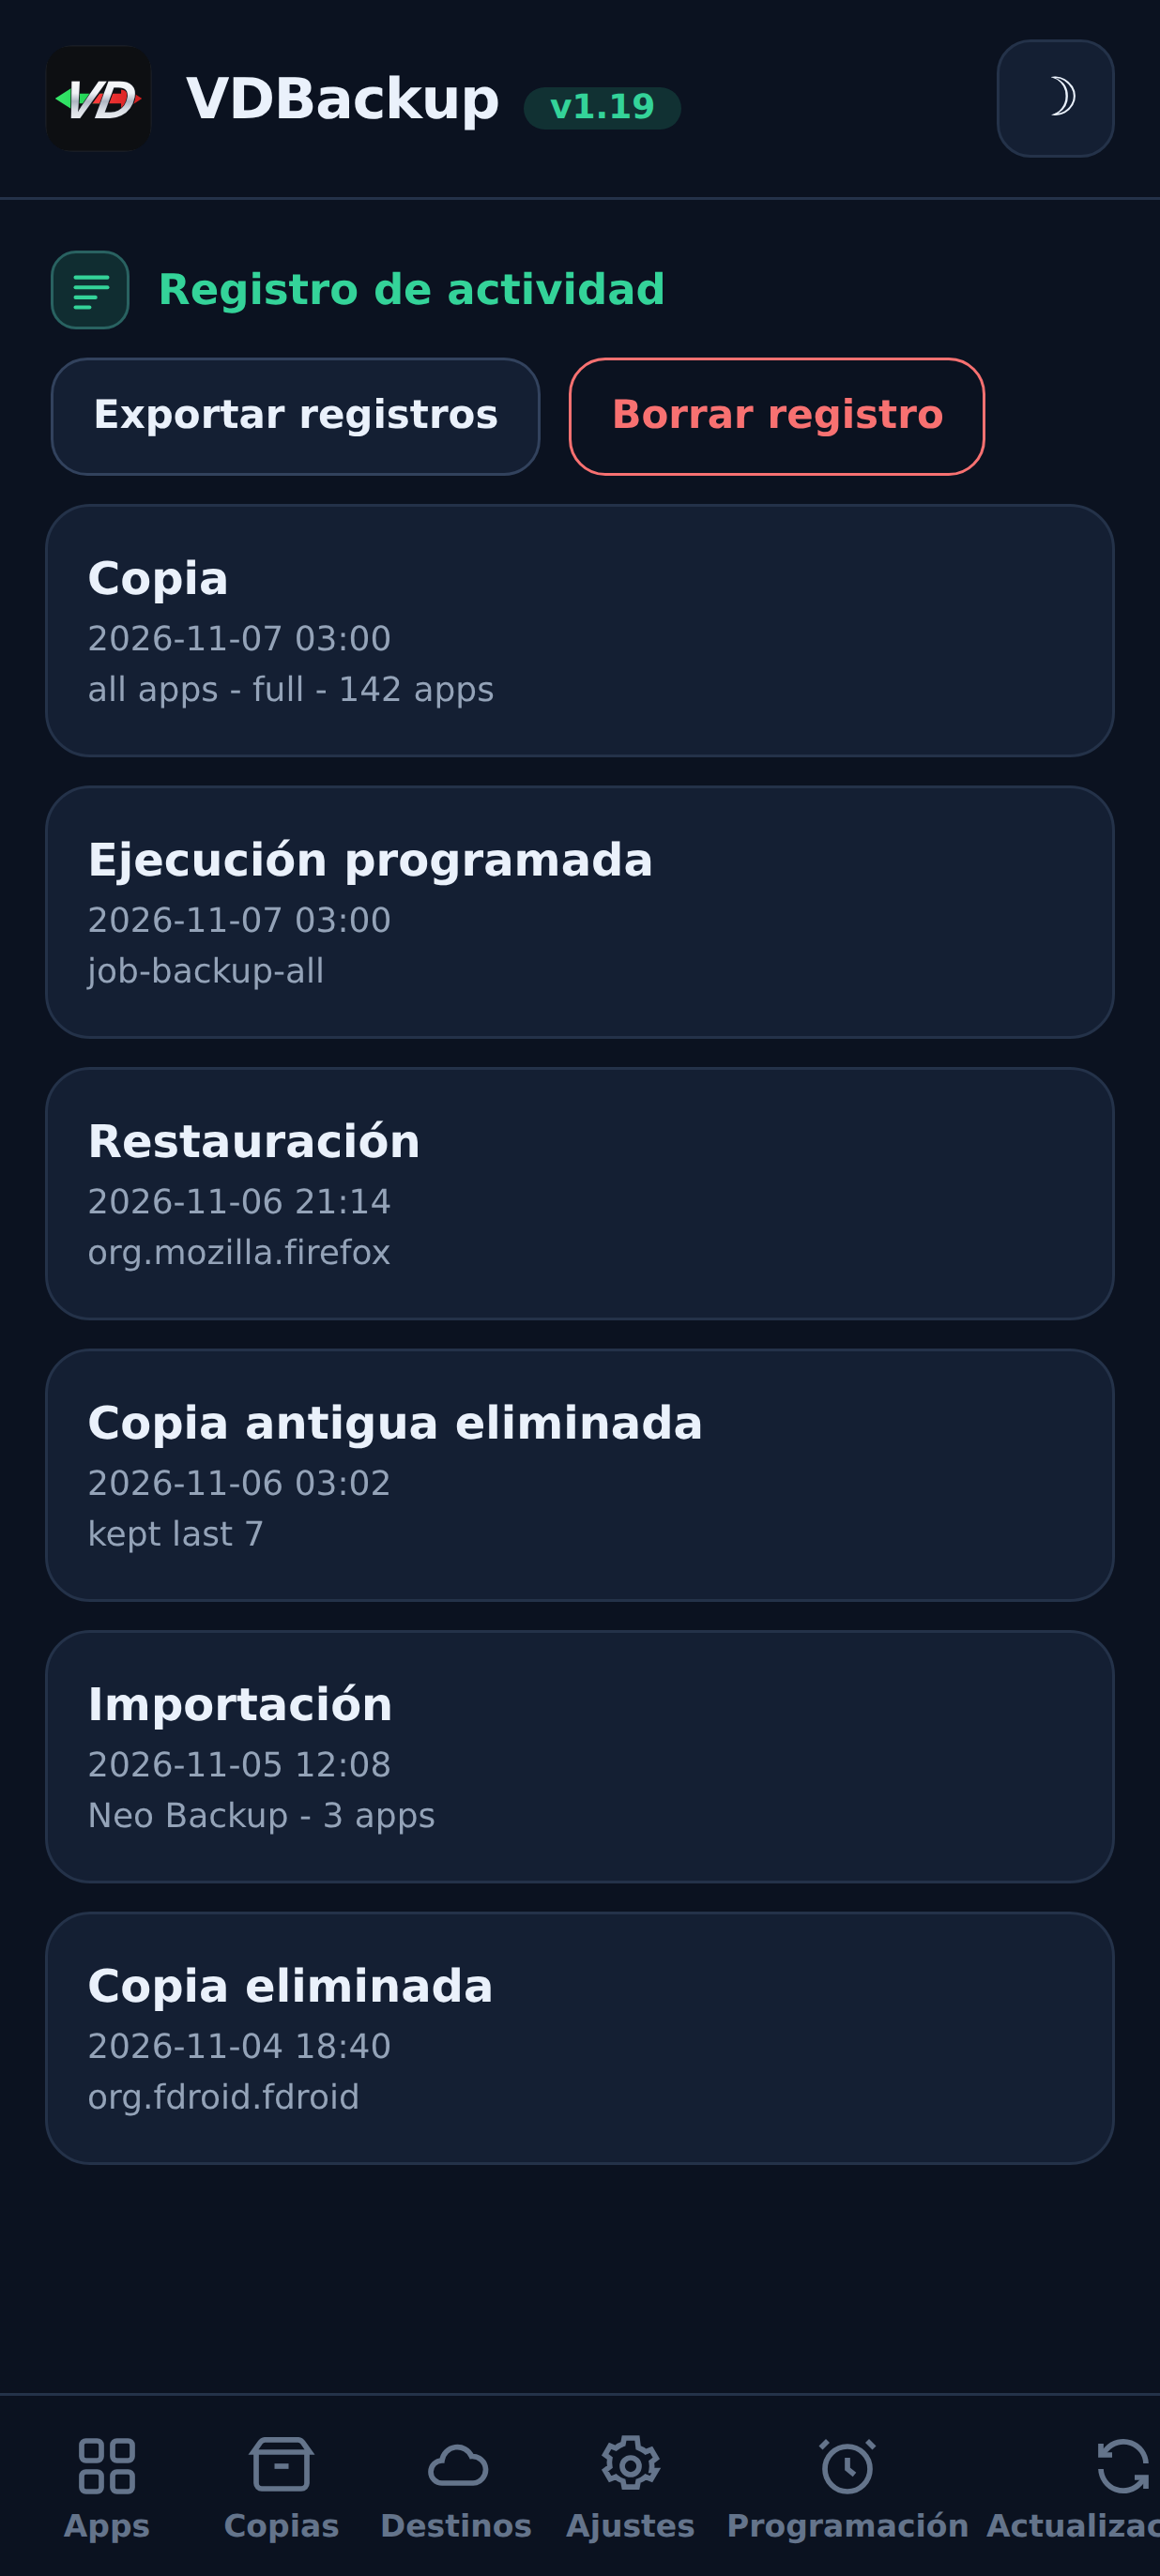 VD
VDBackup v1.19
Registro de actividad
Exportar registros
Borrar registro
Copia
2026-11-07 03:00
all apps - full - 142 apps
Ejecución programada
2026-11-07 03:00
job-backup-all
Restauración
2026-11-06 21:14
org.mozilla.firefox
Copia antigua eliminada
2026-11-06 03:02
kept last 7
Importación
2026-11-05 12:08
Neo Backup - 3 apps
Copia eliminada
2026-11-04 18:40
org.fdroid.fdroid
Apps
Copias
Destinos
Ajustes
Programación